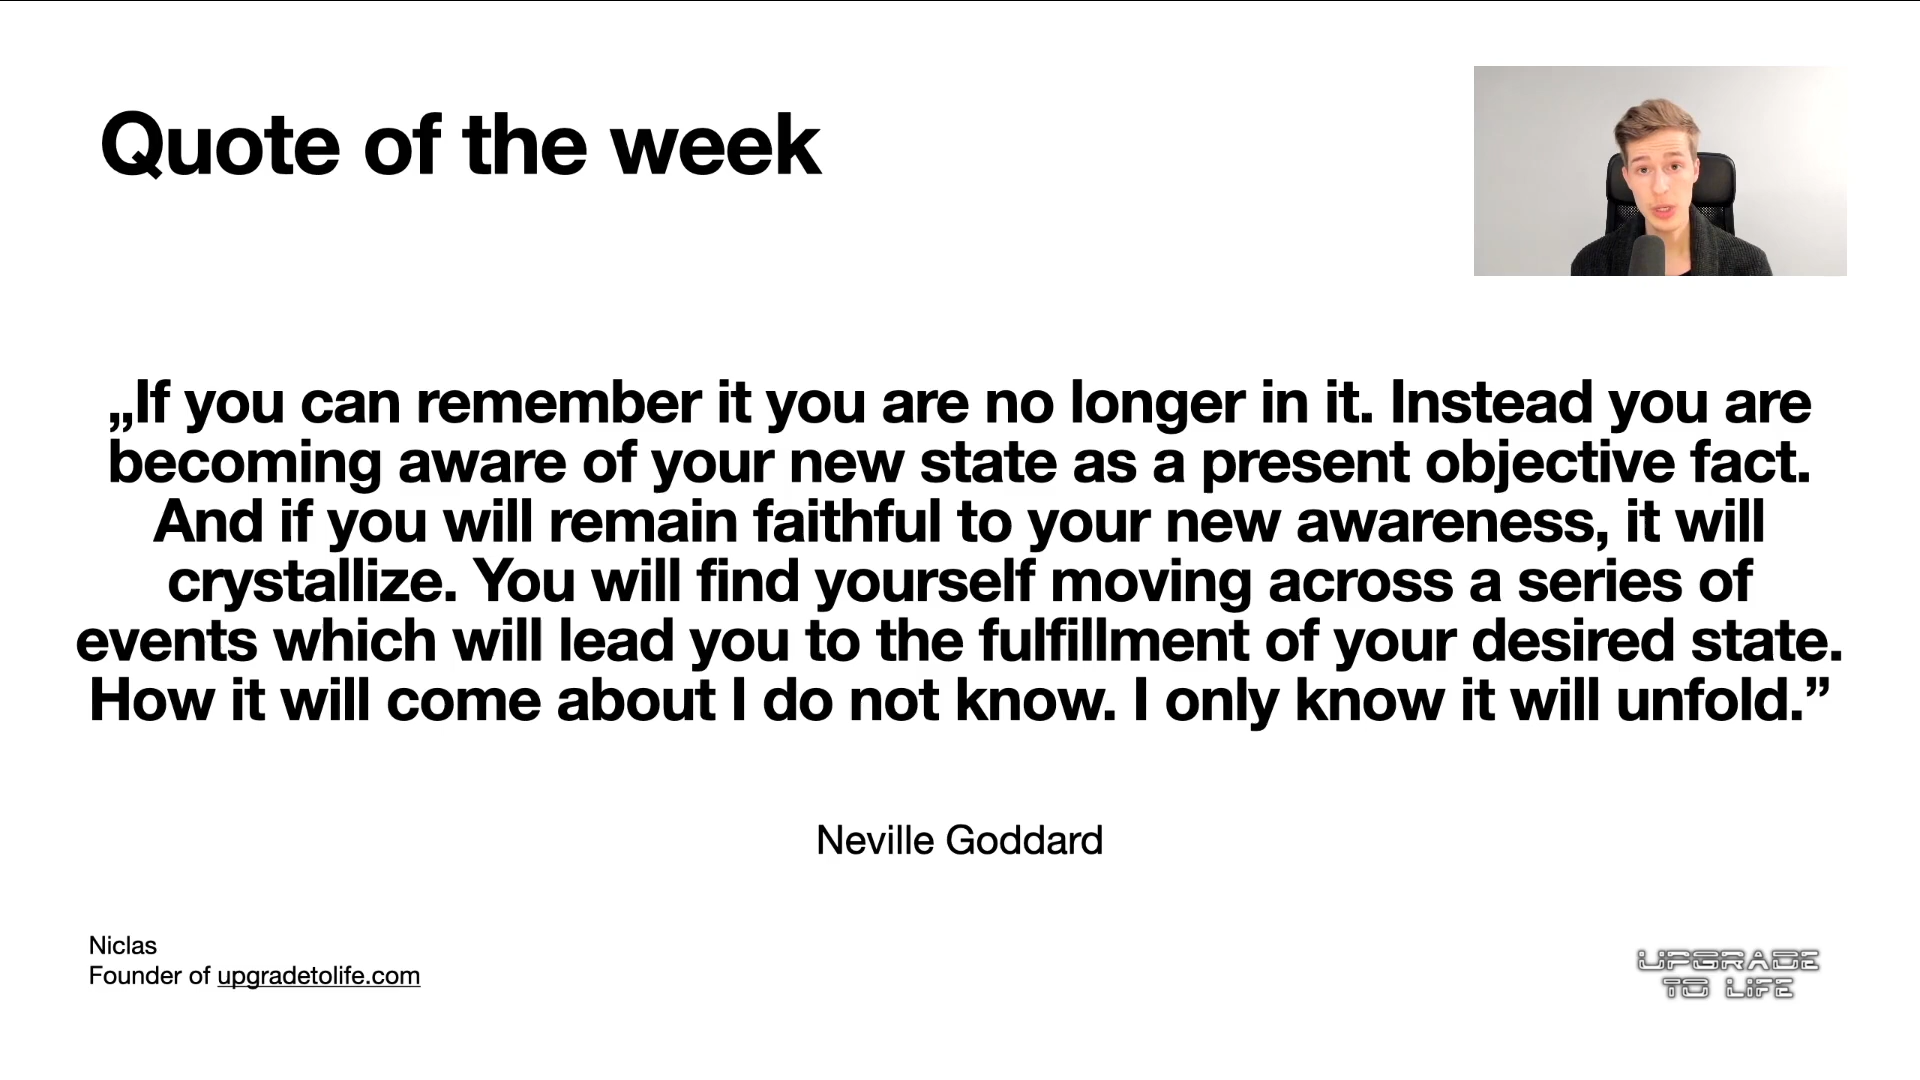 Quote of the week
„If you can remember it you are no longer in it. Instead you are
becoming aware of your new state as a present objective fact.
And if you will remain faithful to your new awareness, it will
crystallize. You will find yourself moving across a series of
events which will lead you to the fulfillment of your desired state.
How it will come about I do not know. I only know it will unfold.”
Neville Goddard
Niclas
Founder of upgradetolife.com
UPGRADE
TO LIFE